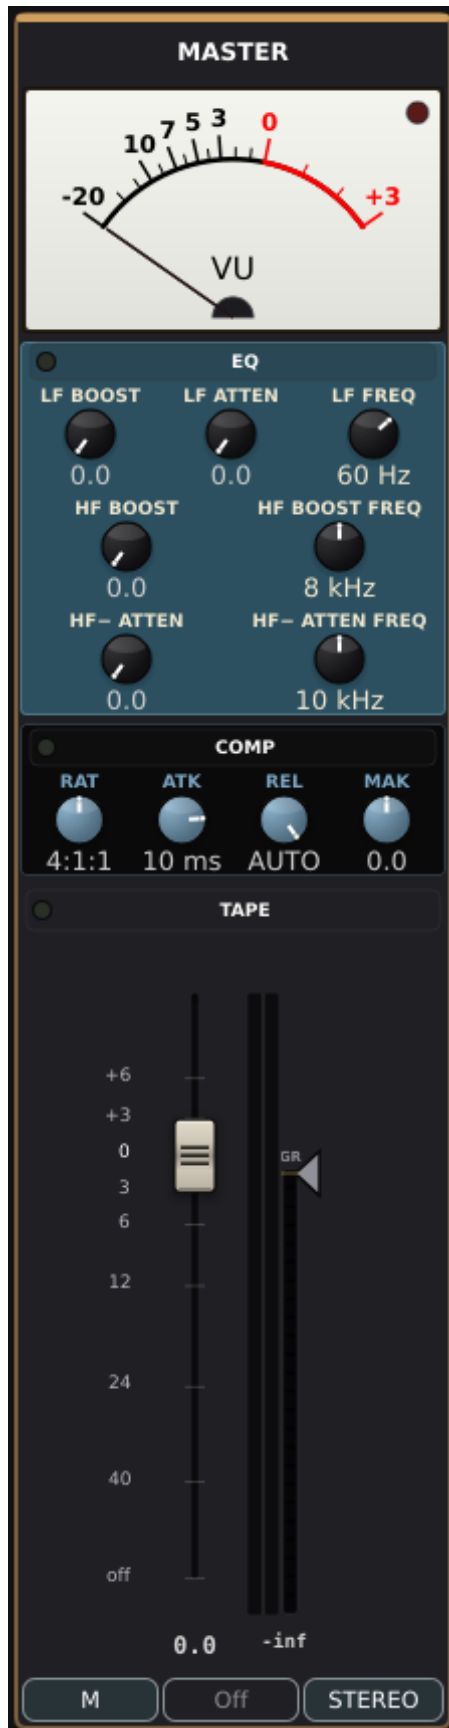 MASTER
-20 10 7 5 3 0 +3
VU
EQ
LF BOOST LF ATTEN LF FREQ
0.0 0.0 60 Hz
HF BOOST HF BOOST FREQ
0.0 8 kHz
HF− ATTEN HF− ATTEN FREQ
0.0 10 kHz
COMP
RAT ATK REL MAK
4:1:1 10 ms AUTO 0.0
TAPE
+6
+3
0 GR
3
6
12
24
40
off
0.0 -inf
M Off STEREO